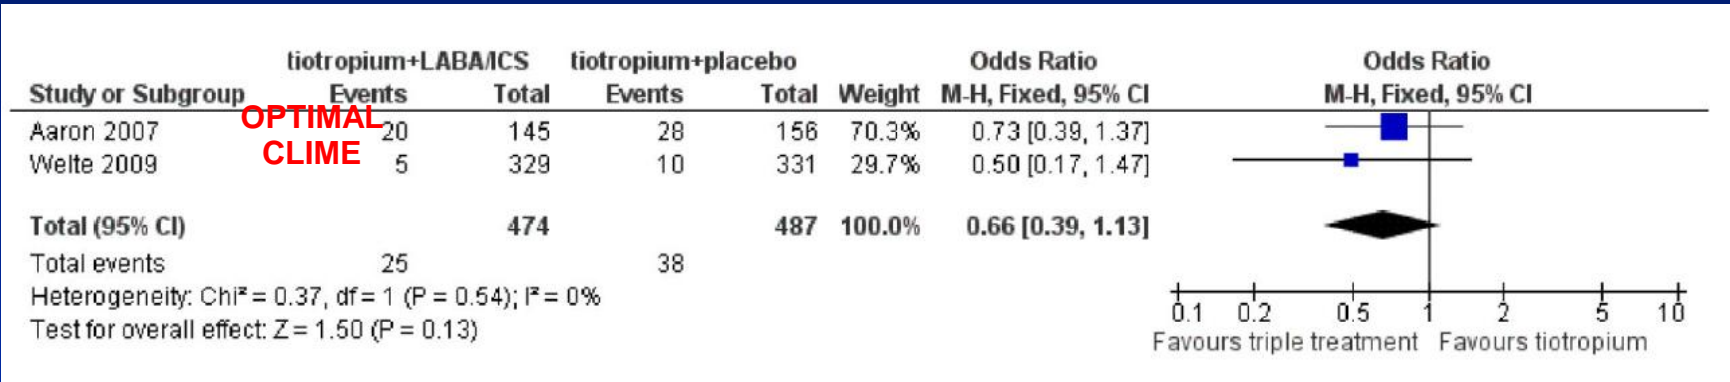 tiotropium+LABA/ICS tiotropium+placebo Odds Ratio Odds Ratio
Study or Subgroup Events Total Events Total Weight M-H, Fixed, 95% CI M-H, Fixed, 95% CI
OPTIMAL
CLIME
Aaron 2007 20 145 28 156 70.3% 0.73 [0.39, 1.37]
Welte 2009 5 329 10 331 29.7% 0.50 [0.17, 1.47]
Total (95% CI) 474 487 100.0% 0.66 [0.39, 1.13]
Total events 25 38
Heterogeneity: Chi² = 0.37, df = 1 (P = 0.54); I² = 0%
Test for overall effect: Z = 1.50 (P = 0.13)
0.1 0.2 0.5 1 2 5 10
Favours triple treatment Favours tiotropium